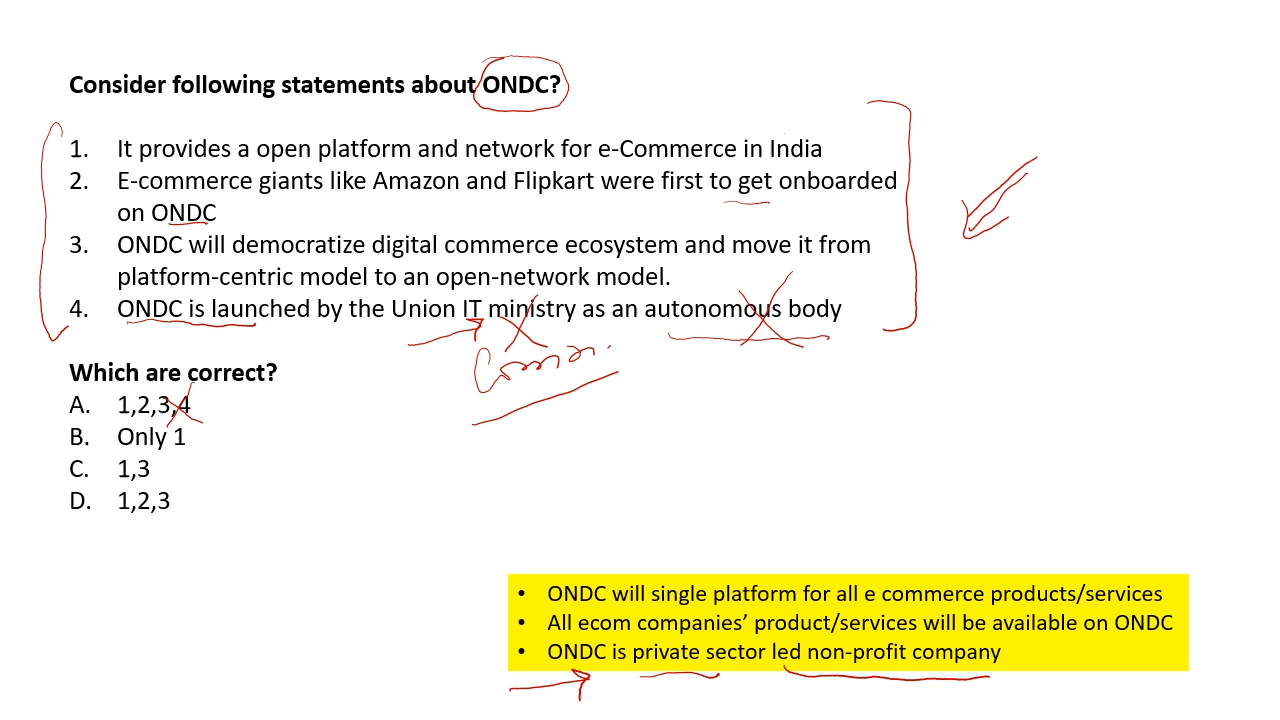 Consider following statements about ONDC?
1. It provides a open platform and network for e-Commerce in India
2. E-commerce giants like Amazon and Flipkart were first to get onboarded
on ONDC
3. ONDC will democratize digital commerce ecosystem and move it from
platform-centric model to an open-network model.
4. ONDC is launched by the Union IT ministry as an autonomous body
Which are correct?
A. 1,2,3,4
B. Only 1
C. 1,3
D. 1,2,3
• ONDC will single platform for all e commerce products/services
• All ecom companies’ product/services will be available on ONDC
• ONDC is private sector led non-profit company